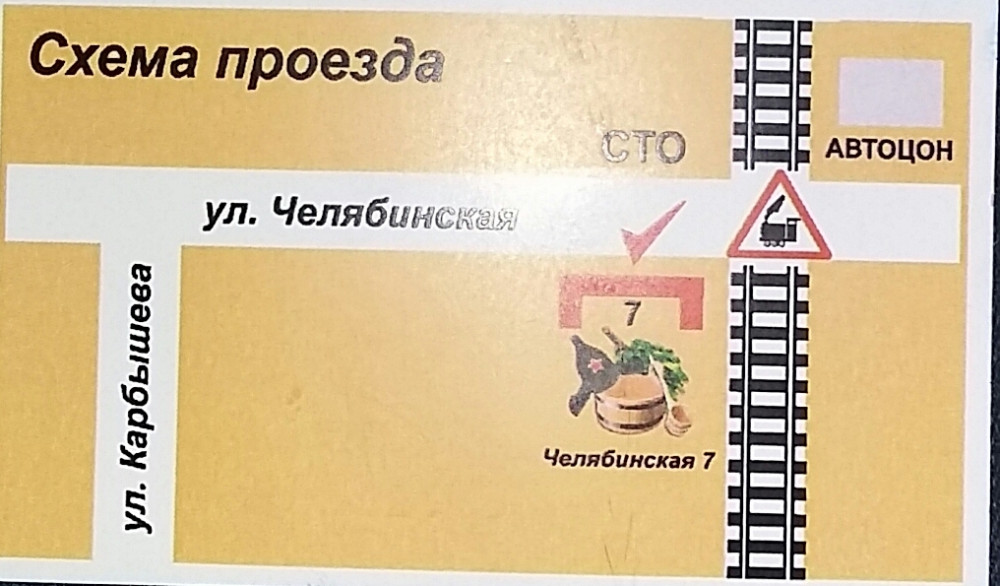 Схема проезда
СТО
АВТОЦОН
ул. Челябинская
ул. Карбышева
7
Челябинская 7